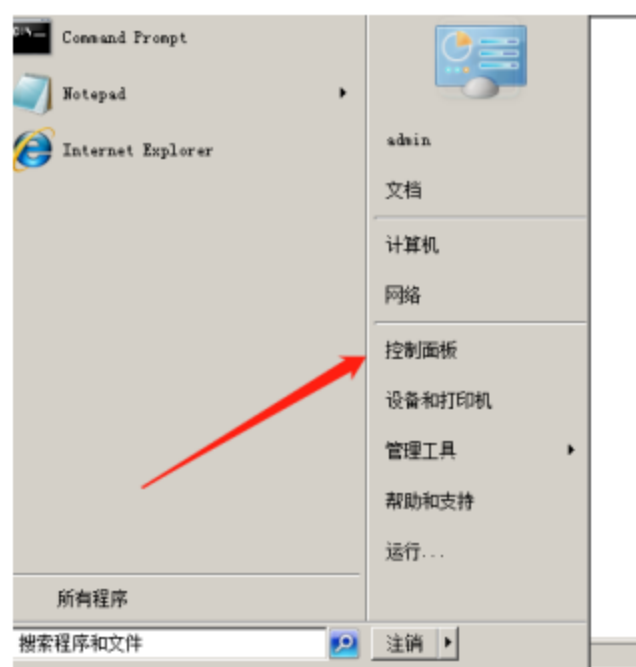 Command Prompt
Notepad
Internet Explorer
所有程序
搜索程序和文件
admin
文档
计算机
网络
控制面板
设备和打印机
管理工具
帮助和支持
运行...
注销